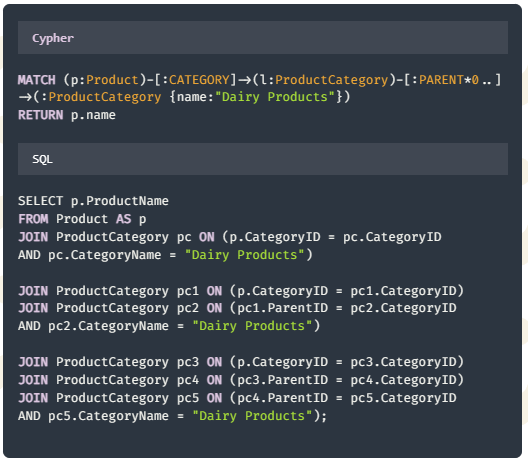 Cypher
MATCH (p:Product)-[:CATEGORY]->(l:ProductCategory)-[:PARENT*0..]
->(:ProductCategory {name:"Dairy Products"})
RETURN p.name
SQL
SELECT p.ProductName
FROM Product AS p
JOIN ProductCategory pc ON (p.CategoryID = pc.CategoryID
AND pc.CategoryName = "Dairy Products")
JOIN ProductCategory pc1 ON (p.CategoryID = pc1.CategoryID)
JOIN ProductCategory pc2 ON (pc1.ParentID = pc2.CategoryID
AND pc2.CategoryName = "Dairy Products")
JOIN ProductCategory pc3 ON (p.CategoryID = pc3.CategoryID)
JOIN ProductCategory pc4 ON (pc3.ParentID = pc4.CategoryID)
JOIN ProductCategory pc5 ON (pc4.ParentID = pc5.CategoryID
AND pc5.CategoryName = "Dairy Products");